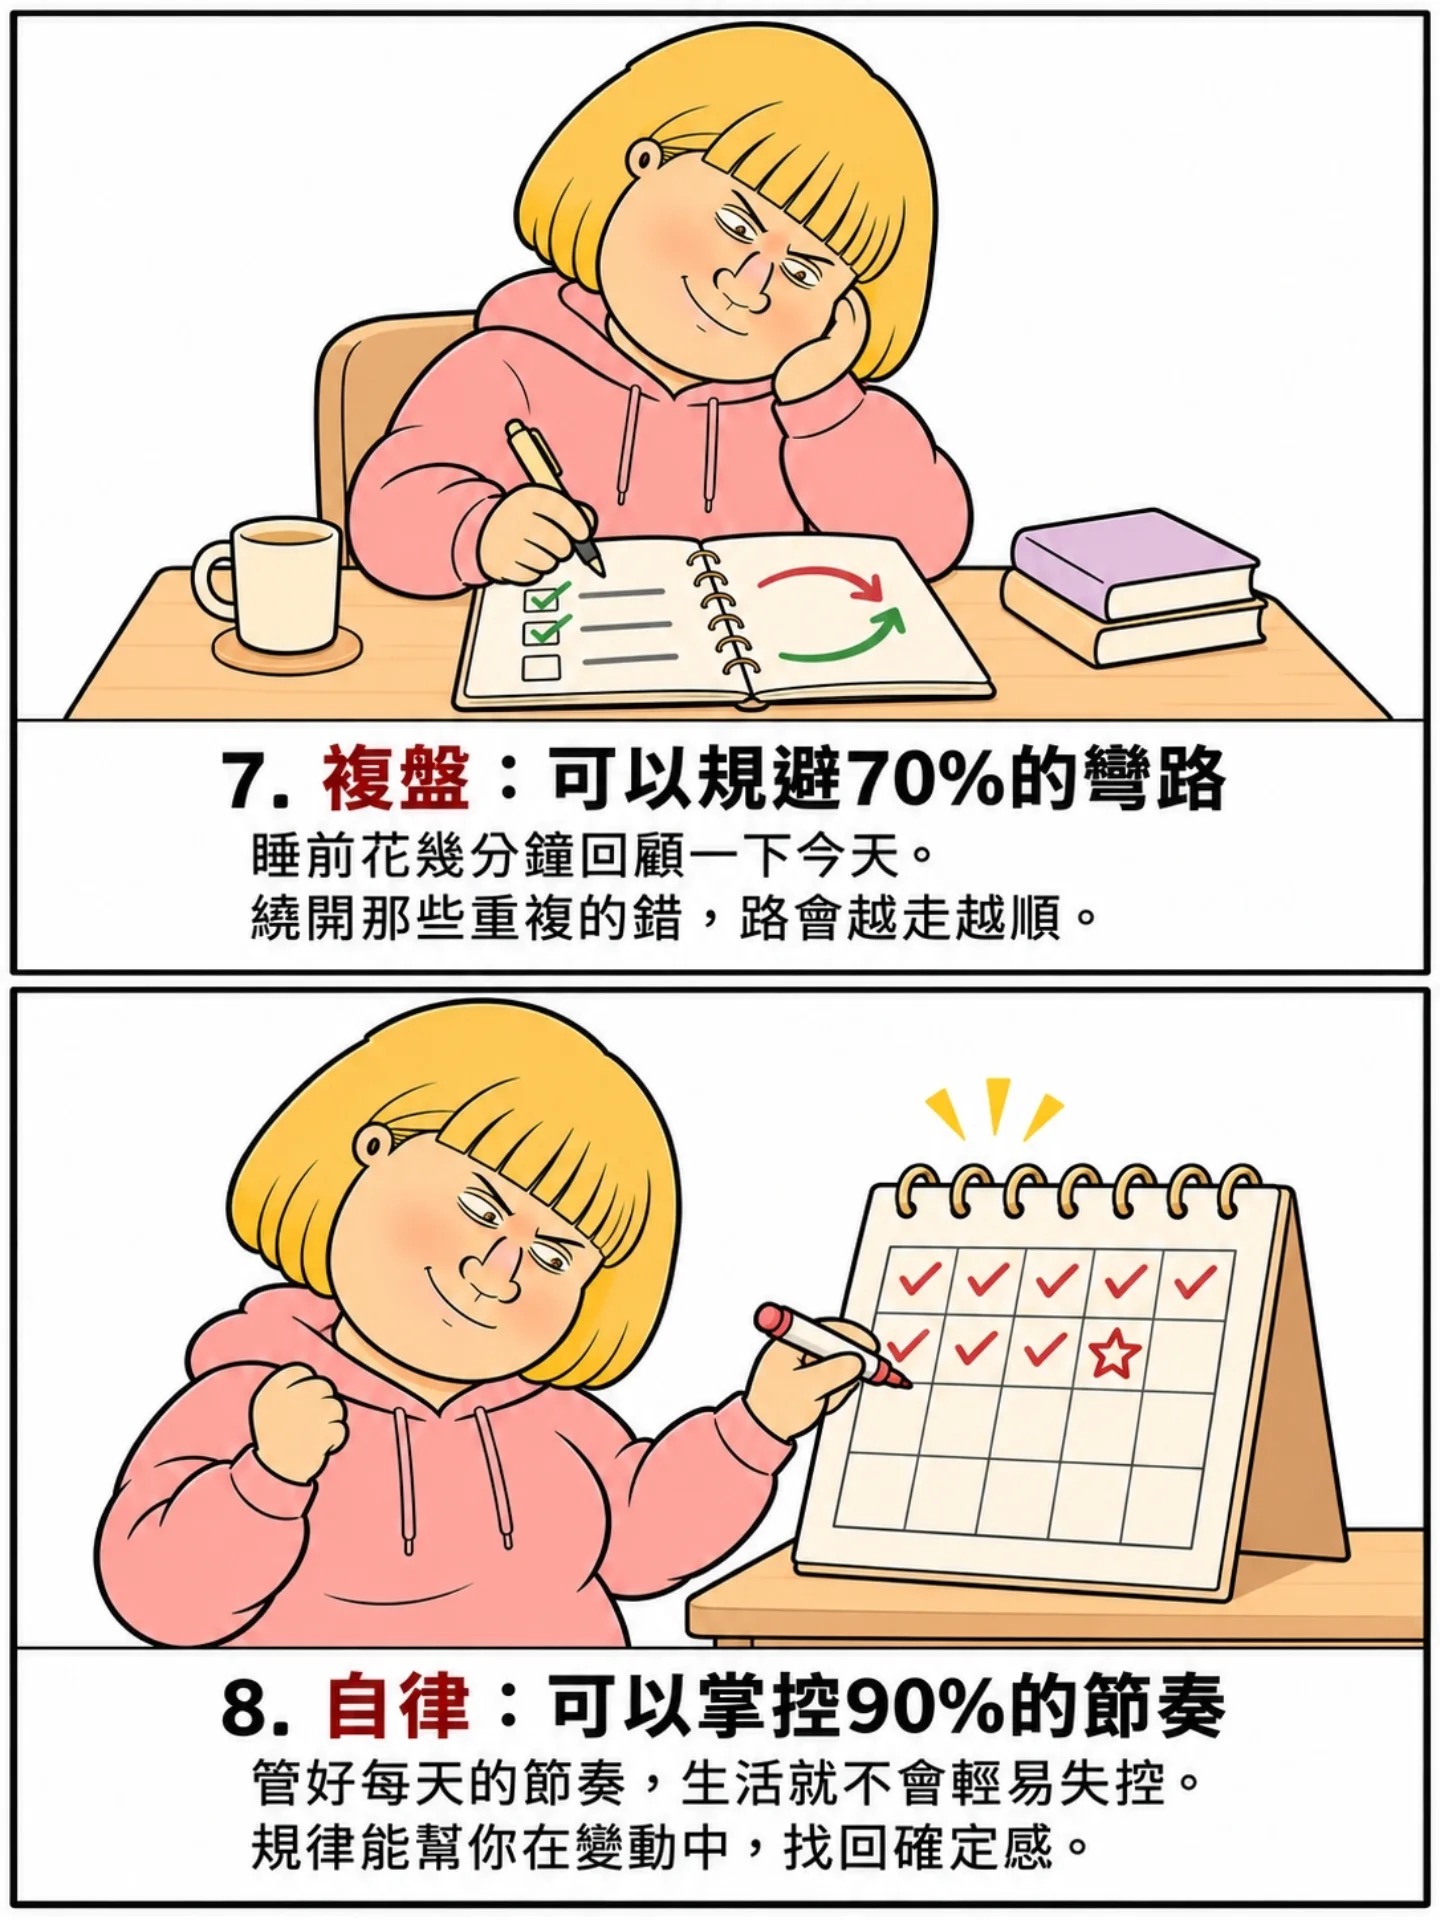 7. 複盤：可以規避70%的彎路
睡前花幾分鐘回顧一下今天。
繞開那些重複的錯，路會越走越順。
8. 自律：可以掌控90%的節奏
管好每天的節奏，生活就不會輕易失控。
規律能幫你在變動中，找回確定感。